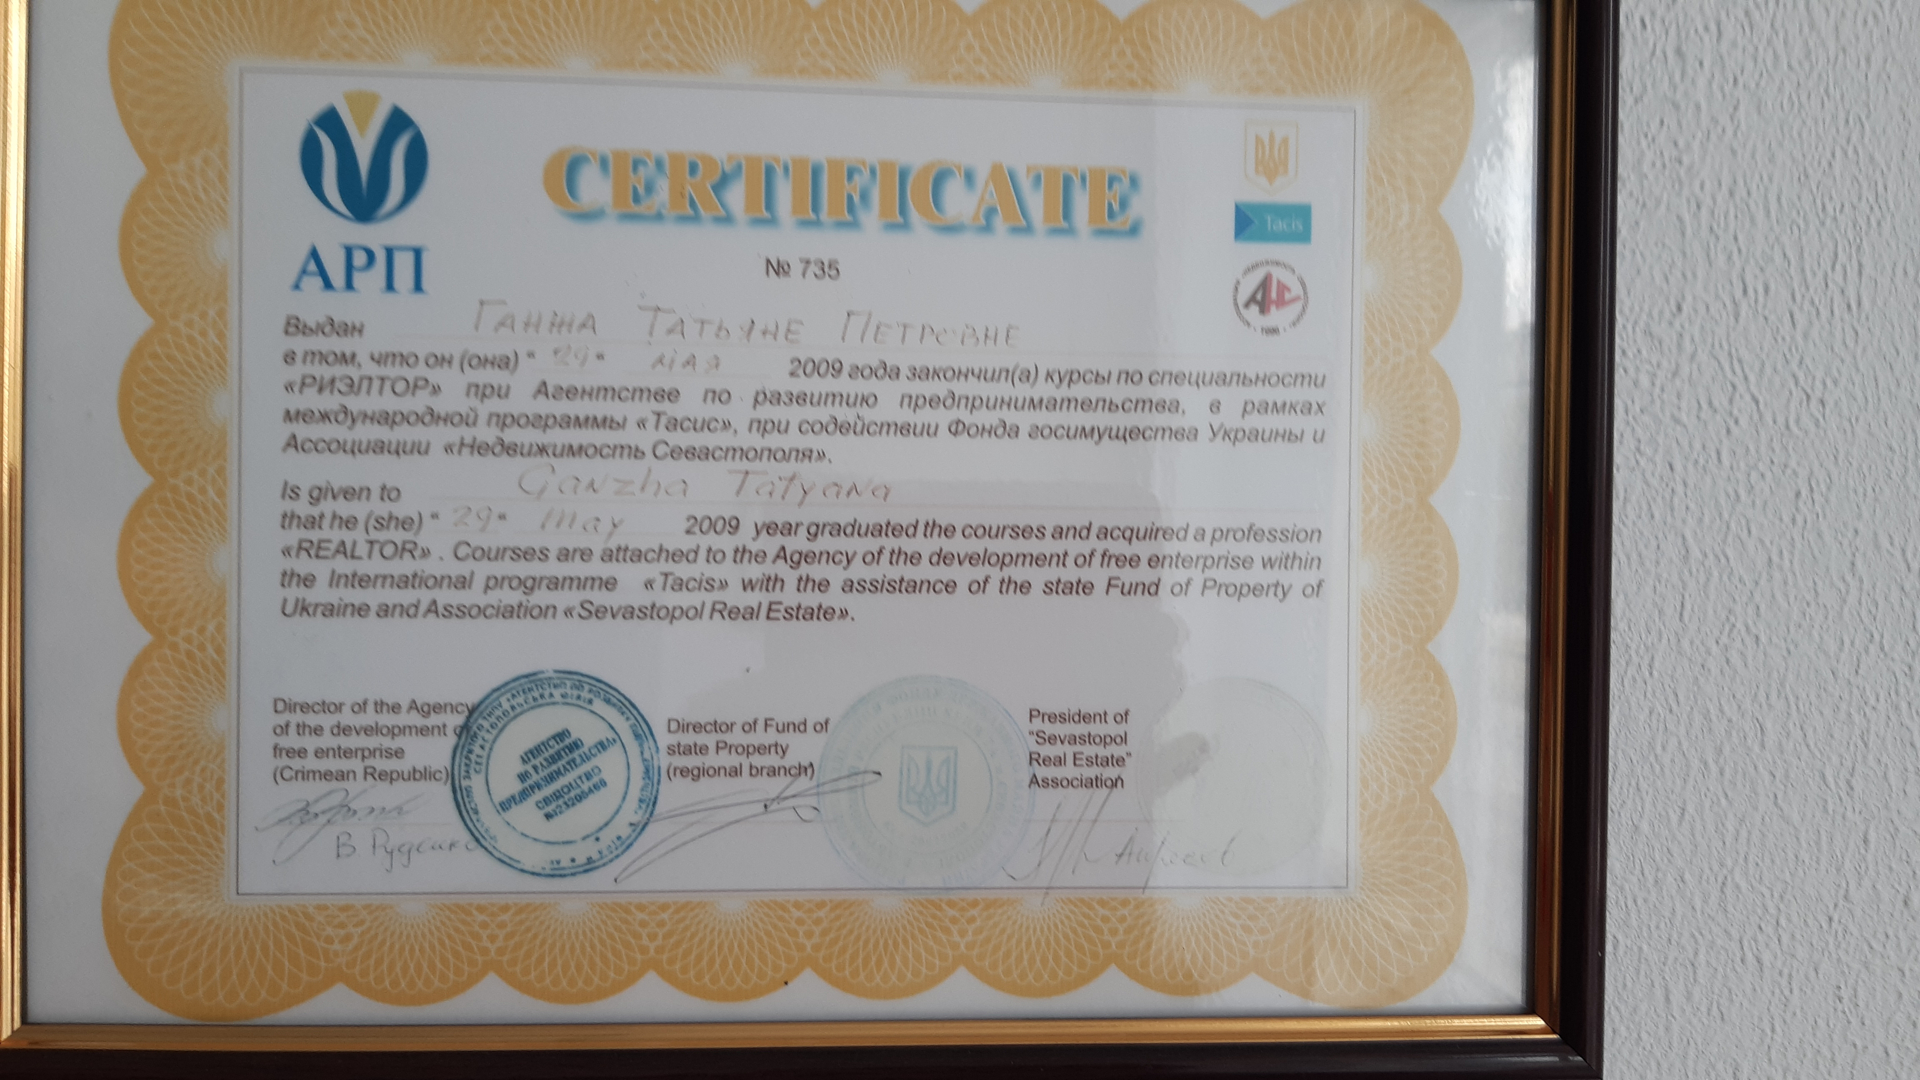 АРП
CERTIFICATE
Tacis
АНС
№ 735
Выдан ГАНЖА ТАТЬЯНЕ ПЕТРОВНЕ
в том, что он (она) "29" МАЯ 2009 года закончил(а) курсы по специальности
«РИЭЛТОР» при Агентстве по развитию предпринимательства, в рамках
международной программы «Тасис», при содействии Фонда госимущества Украины и
Ассоциации «Недвижимость Севастополя».
Is given to Ganzha Tatyana
that he (she) "29" may 2009 year graduated the courses and acquired a profession
«REALTOR» . Courses are attached to the Agency of the development of free enterprise within
the International programme «Tacis» with the assistance of the state Fund of Property of
Ukraine and Association «Sevastopol Real Estate».
Director of the Agency
of the development
free enterprise
(Crimean Republic)
АГЕНТСТВО
ПО РАЗВИТИЮ
ПРЕДПРИНИМАТЕЛЬСТВА
Director of Fund of
state Property
(regional branch)
President of
"Sevastopol
Real Estate"
Association